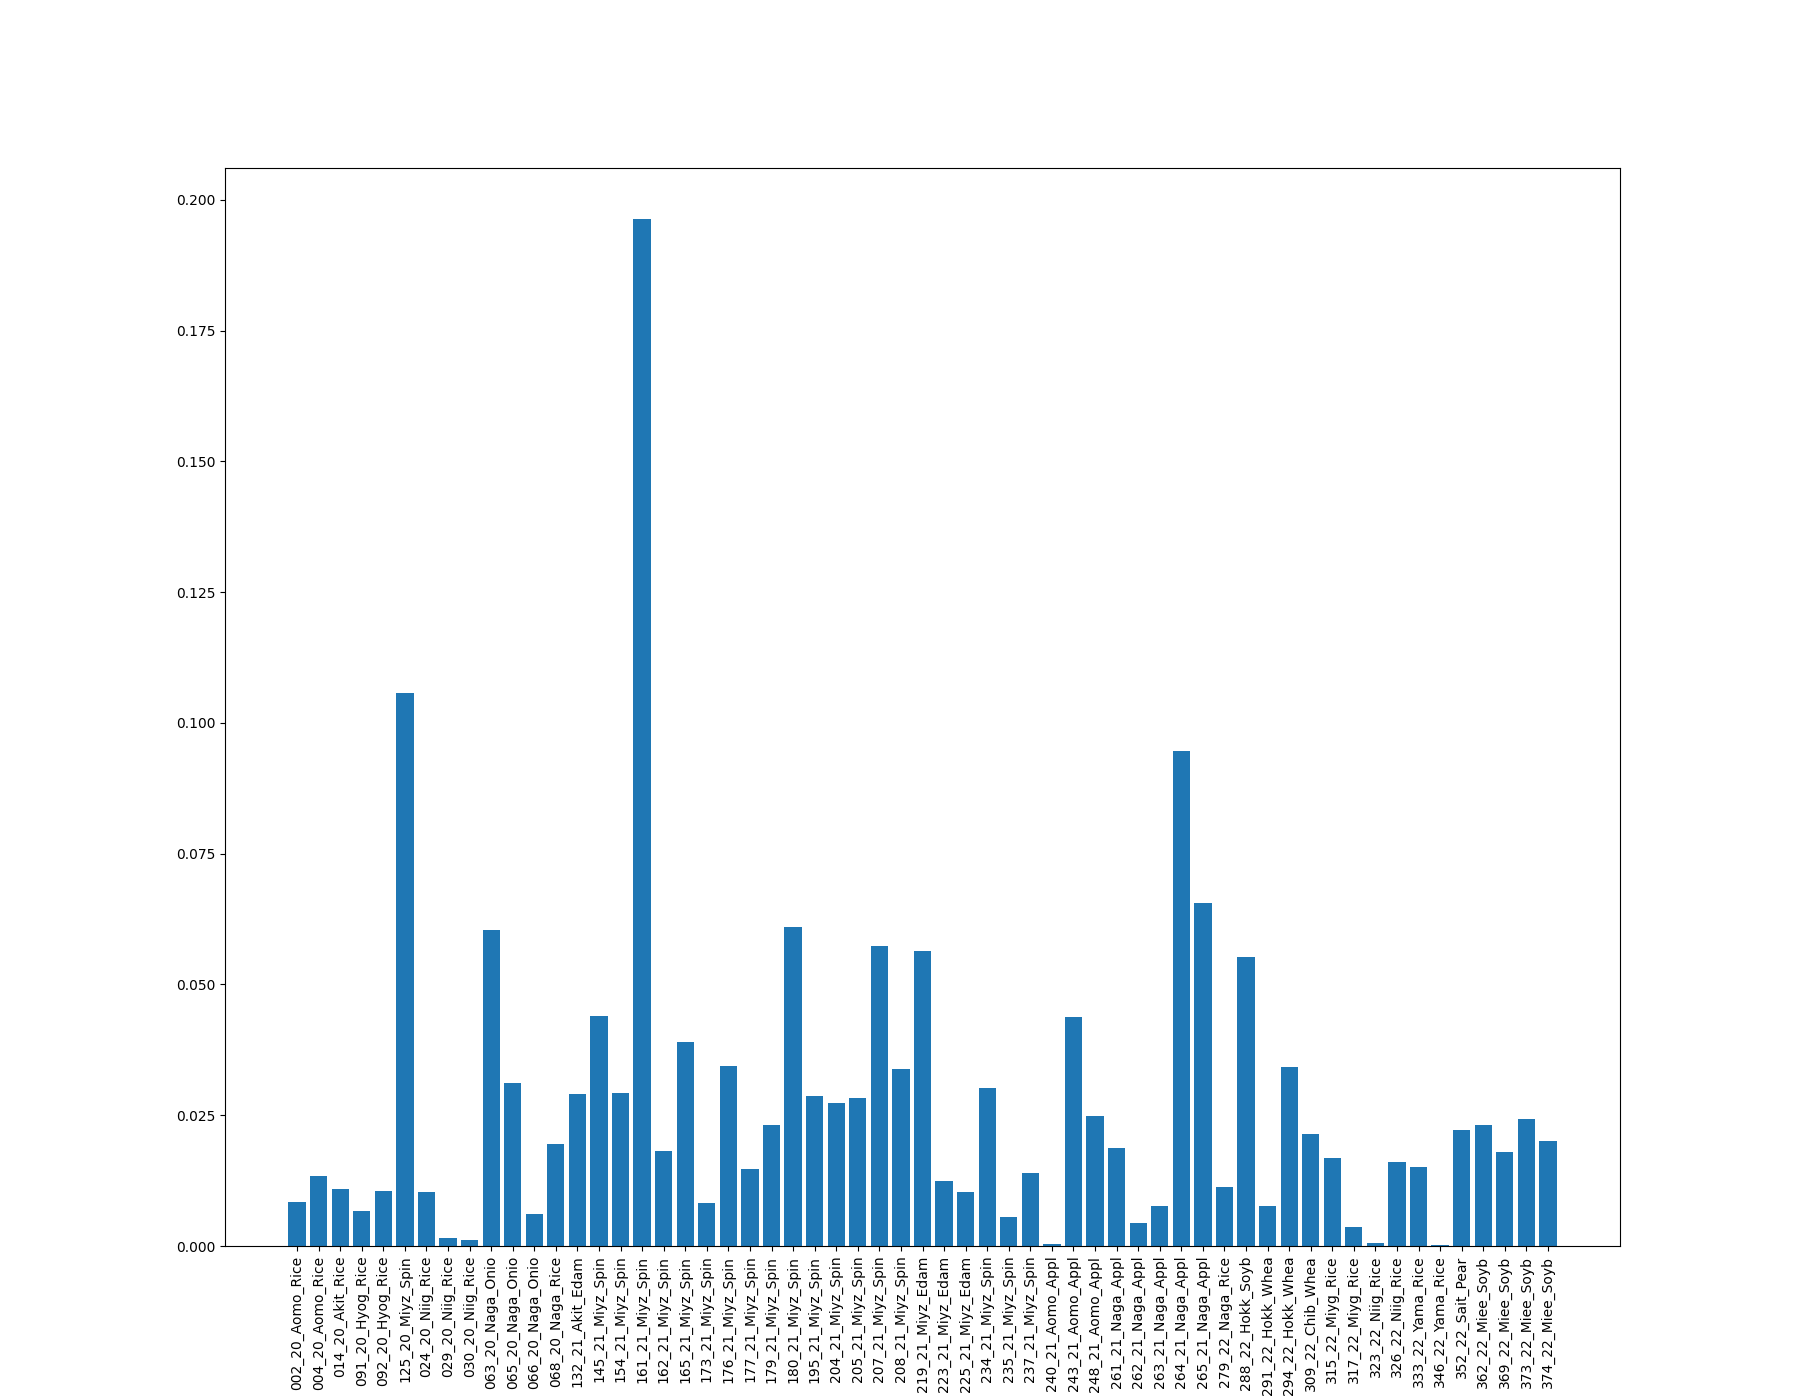 0.200
0.175
0.150
0.125
0.100
0.075
0.050
0.025
0.000
002_20_Aomo_Rice
004_20_Aomo_Rice
014_20_Akit_Rice
091_20_Hyog_Rice
092_20_Hyog_Rice
125_20_Miyz_Spin
024_20_Niig_Rice
029_20_Niig_Rice
030_20_Niig_Rice
063_20_Naga_Onio
065_20_Naga_Onio
066_20_Naga_Onio
068_20_Naga_Rice
132_21_Akit_Edam
145_21_Miyz_Spin
154_21_Miyz_Spin
161_21_Miyz_Spin
162_21_Miyz_Spin
165_21_Miyz_Spin
173_21_Miyz_Spin
176_21_Miyz_Spin
177_21_Miyz_Spin
179_21_Miyz_Spin
180_21_Miyz_Spin
195_21_Miyz_Spin
204_21_Miyz_Spin
205_21_Miyz_Spin
207_21_Miyz_Spin
208_21_Miyz_Spin
219_21_Miyz_Edam
223_21_Miyz_Edam
225_21_Miyz_Edam
234_21_Miyz_Spin
235_21_Miyz_Spin
237_21_Miyz_Spin
240_21_Aomo_Appl
243_21_Aomo_Appl
248_21_Aomo_Appl
261_21_Naga_Appl
262_21_Naga_Appl
263_21_Naga_Appl
264_21_Naga_Appl
265_21_Naga_Appl
279_22_Naga_Rice
288_22_Hokk_Soyb
291_22_Hokk_Whea
294_22_Hokk_Whea
309_22_Chib_Whea
315_22_Miyg_Rice
317_22_Miyg_Rice
323_22_Niig_Rice
326_22_Niig_Rice
333_22_Yama_Rice
346_22_Yama_Rice
352_22_Sait_Pear
362_22_Miee_Soyb
369_22_Miee_Soyb
373_22_Miee_Soyb
374_22_Miee_Soyb